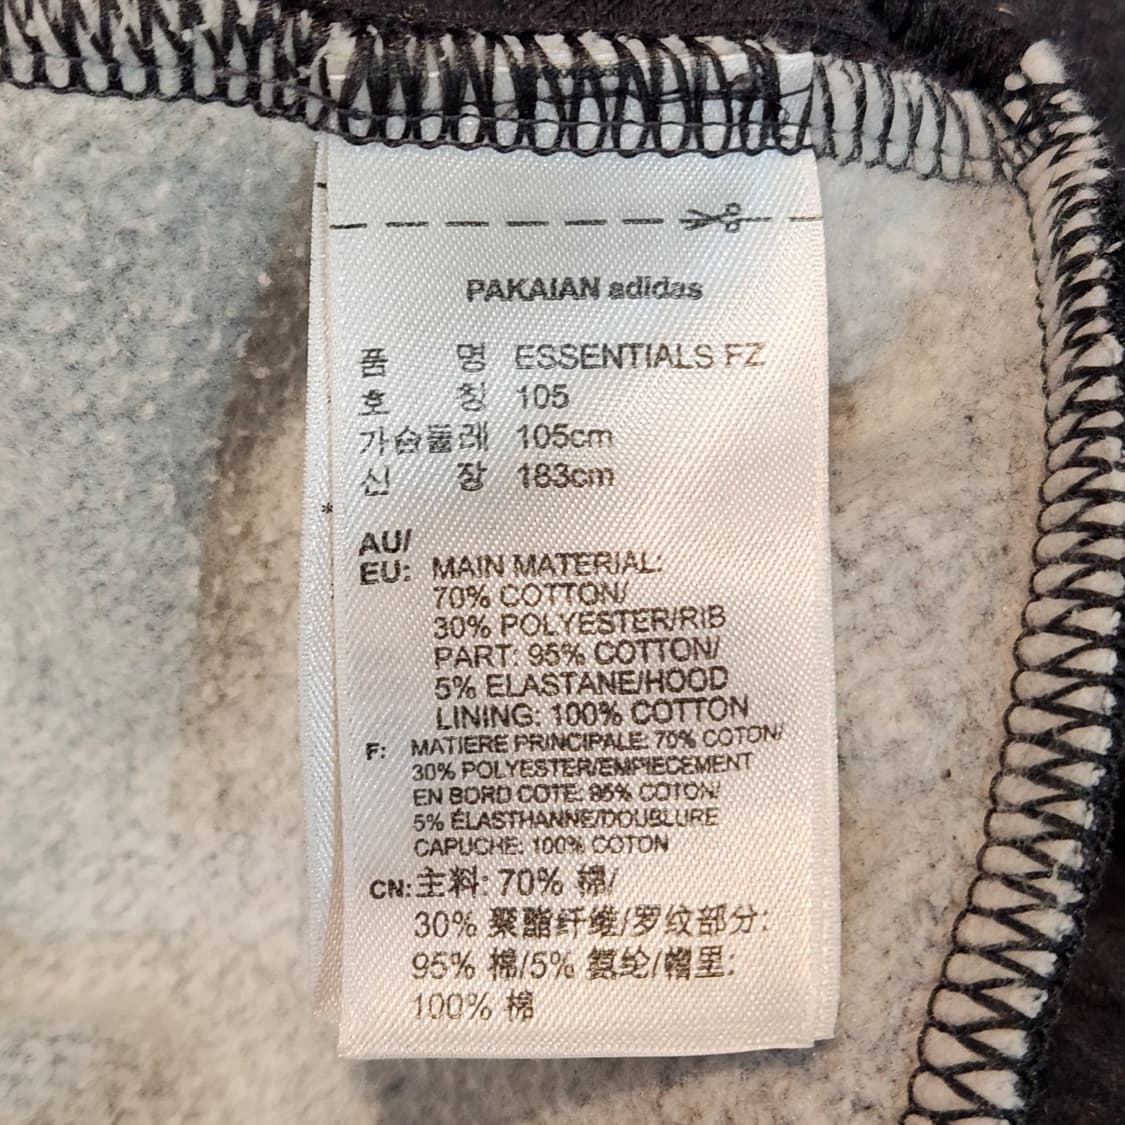 PAKAIAN adidas
품 명 ESSENTIALS FZ
호 칭 105
가슴둘레 105cm
신 장 183cm
AU/
EU: MAIN MATERIAL:
70% COTTON/
30% POLYESTER/RIB
PART: 95% COTTON/
5% ELASTANE/HOOD
LINING: 100% COTTON
F: MATIERE PRINCIPALE: 70% COTON/
30% POLYESTER/EMPIECEMENT
EN BORD COTE: 95% COTON/
5% ÉLASTHANNE/DOUBLURE
CAPUCHE: 100% COTON
CN: 主料: 70% 棉/
30% 聚酯纤维/罗纹部分:
95% 棉/5% 氨纶/帽里:
100% 棉